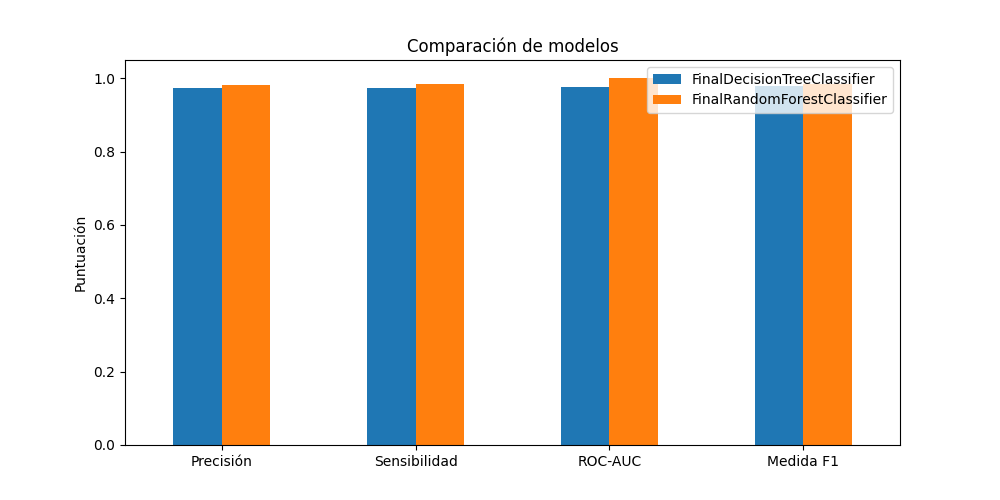 Comparación de modelos
FinalDecisionTreeClassifier
FinalRandomForestClassifier
Puntuación
1.0
0.8
0.6
0.4
0.2
0.0
Precisión
Sensibilidad
ROC-AUC
Medida F1